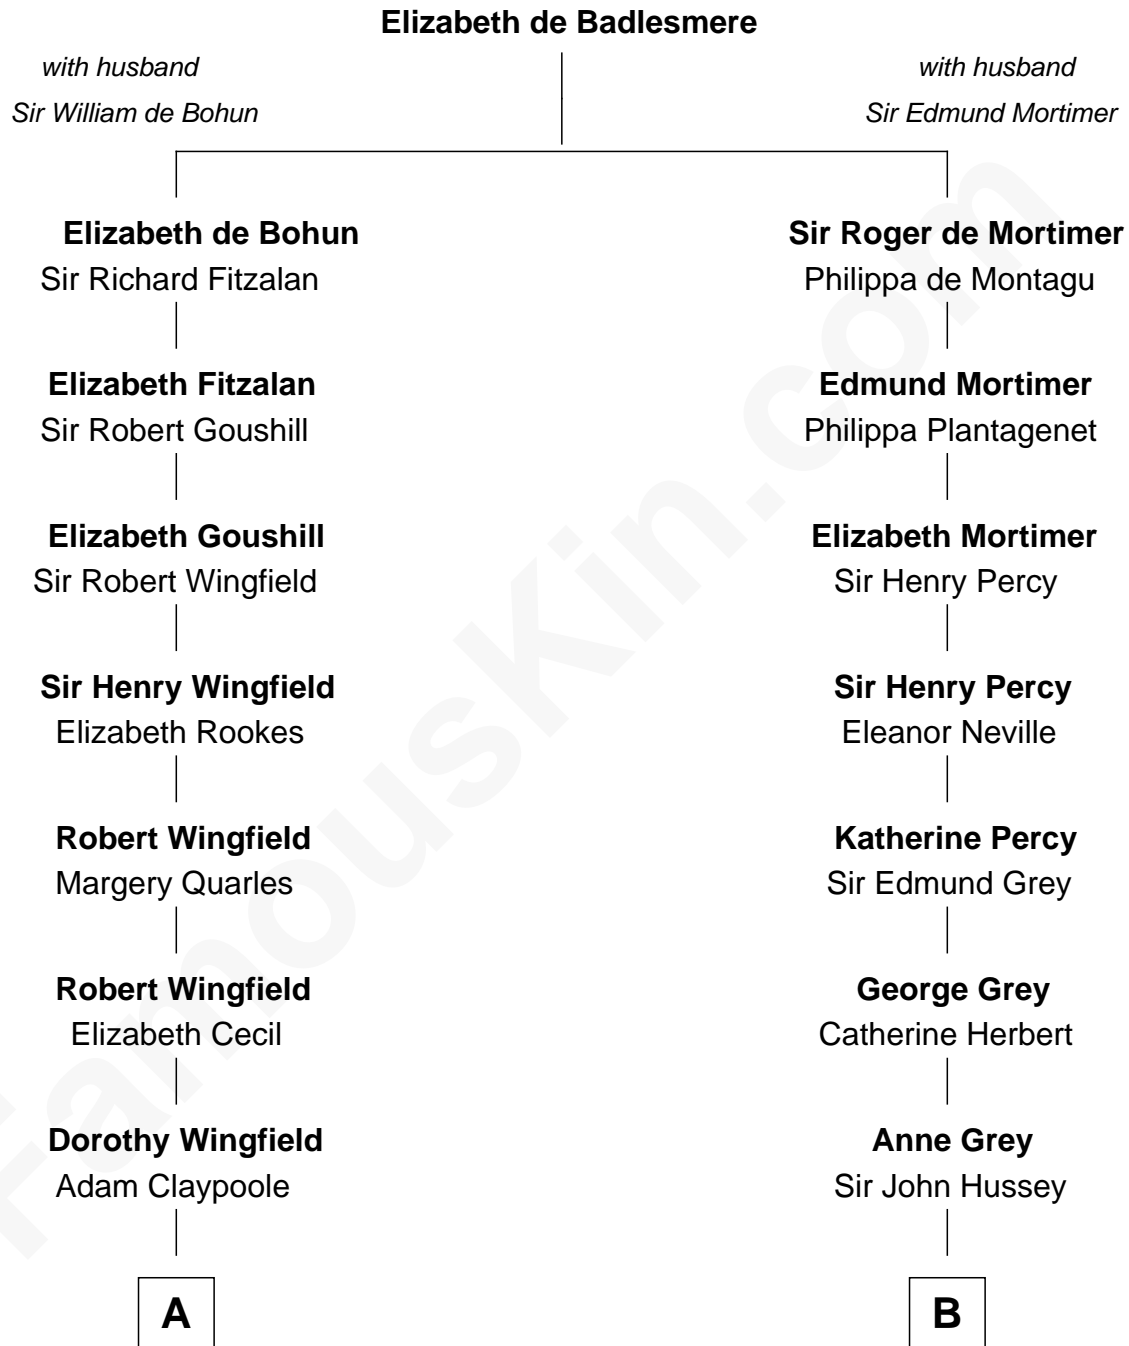 Elizabeth de Badlesmere
with husband
Sir William de Bohun
with husband
Sir Edmund Mortimer
Elizabeth de Bohun
Sir Richard Fitzalan
Sir Roger de Mortimer
Philippa de Montagu
Elizabeth Fitzalan
Sir Robert Goushill
Edmund Mortimer
Philippa Plantagenet
Elizabeth Goushill
Sir Robert Wingfield
Elizabeth Mortimer
Sir Henry Percy
Sir Henry Wingfield
Elizabeth Rookes
Sir Henry Percy
Eleanor Neville
Robert Wingfield
Margery Quarles
Katherine Percy
Sir Edmund Grey
Robert Wingfield
Elizabeth Cecil
George Grey
Catherine Herbert
Dorothy Wingfield
Adam Claypoole
Anne Grey
Sir John Hussey
A
B
FamousKin.com